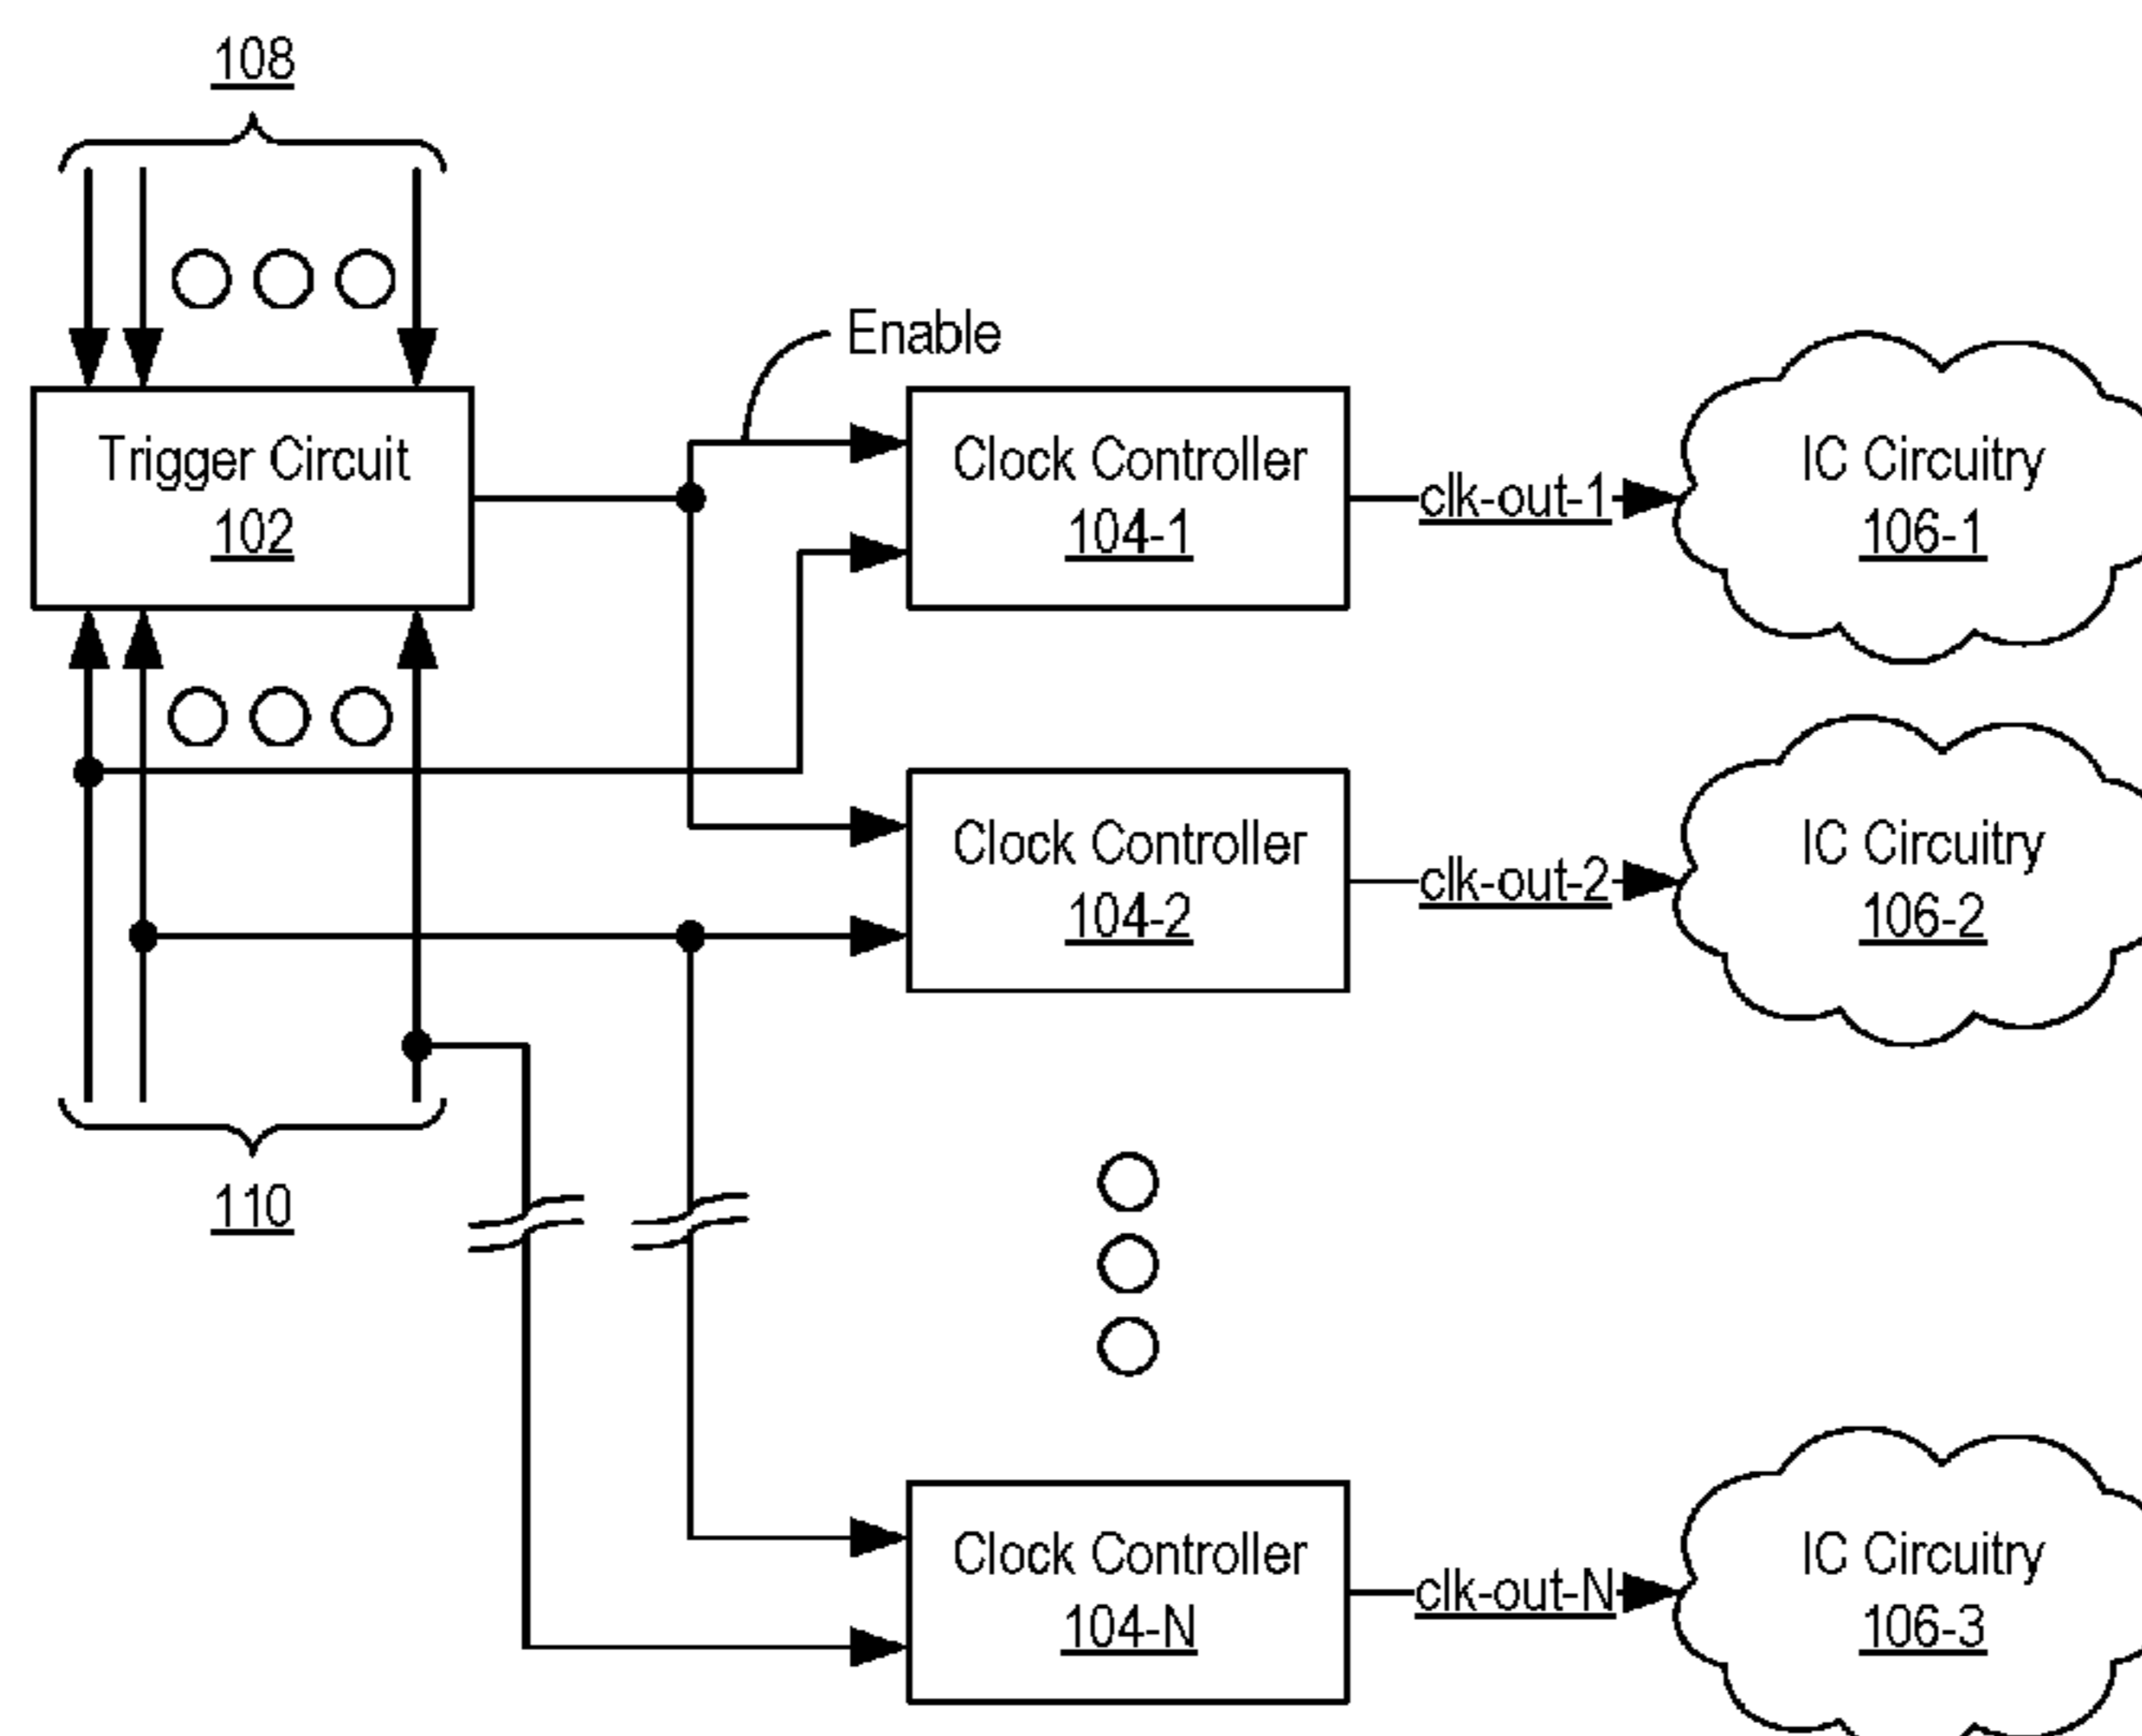 108
Enable
Trigger Circuit
102
Clock Controller
104-1
clk-out-1
IC Circuitry
106-1
Clock Controller
104-2
clk-out-2
IC Circuitry
106-2
110
Clock Controller
104-N
clk-out-N
IC Circuitry
106-3